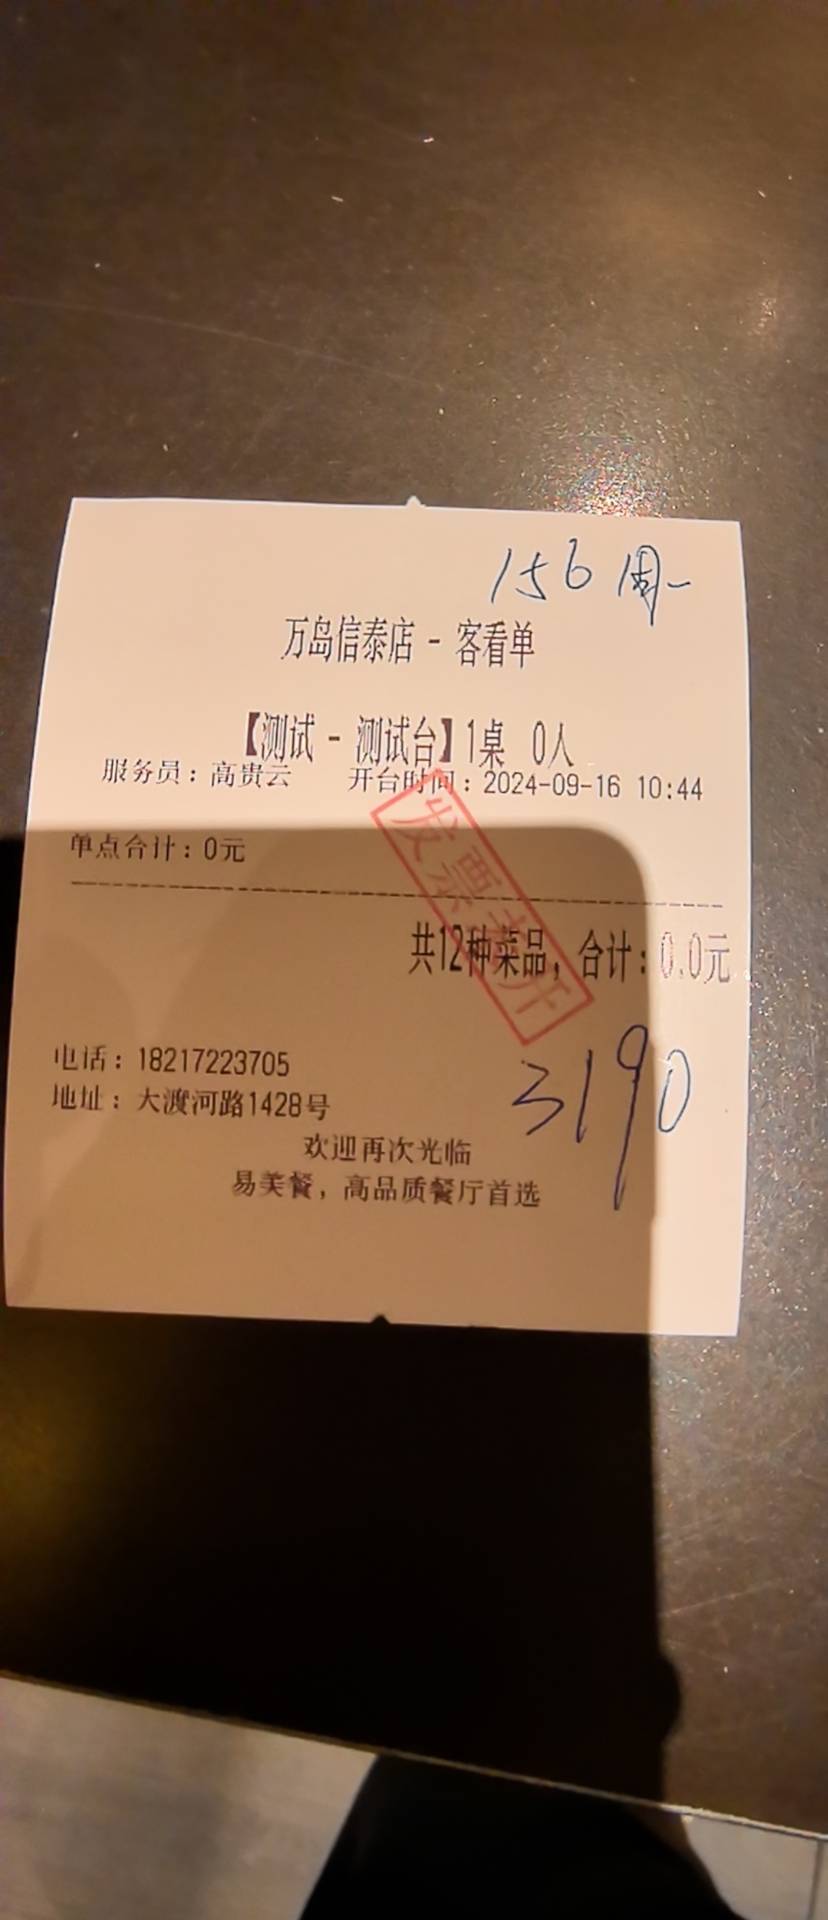 156 周一
万岛信泰店 - 客看单
【测试 - 测试台】1桌 0人
服务员：高贵云 开台时间：2024-09-16 10:44
单点合计：0元
发票 开
共12种菜品，合计：0.0元
3190
电话：18217223705
地址：大渡河路1428号
欢迎再次光临
易美餐，高品质餐厅首选